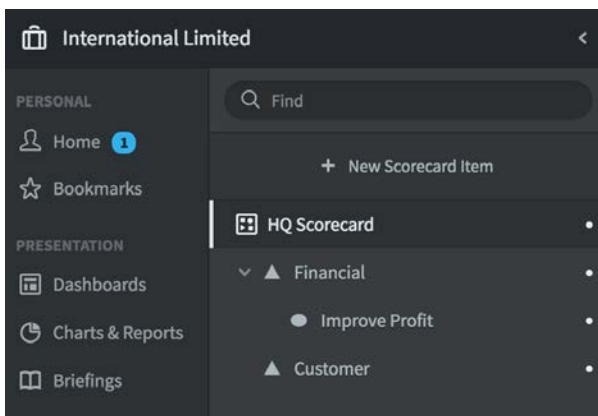 International Limited
PERSONAL
Home 1
Bookmarks
PRESENTATION
Dashboards
Charts & Reports
Briefings
Find
+ New Scorecard Item
HQ Scorecard
Financial
Improve Profit
Customer